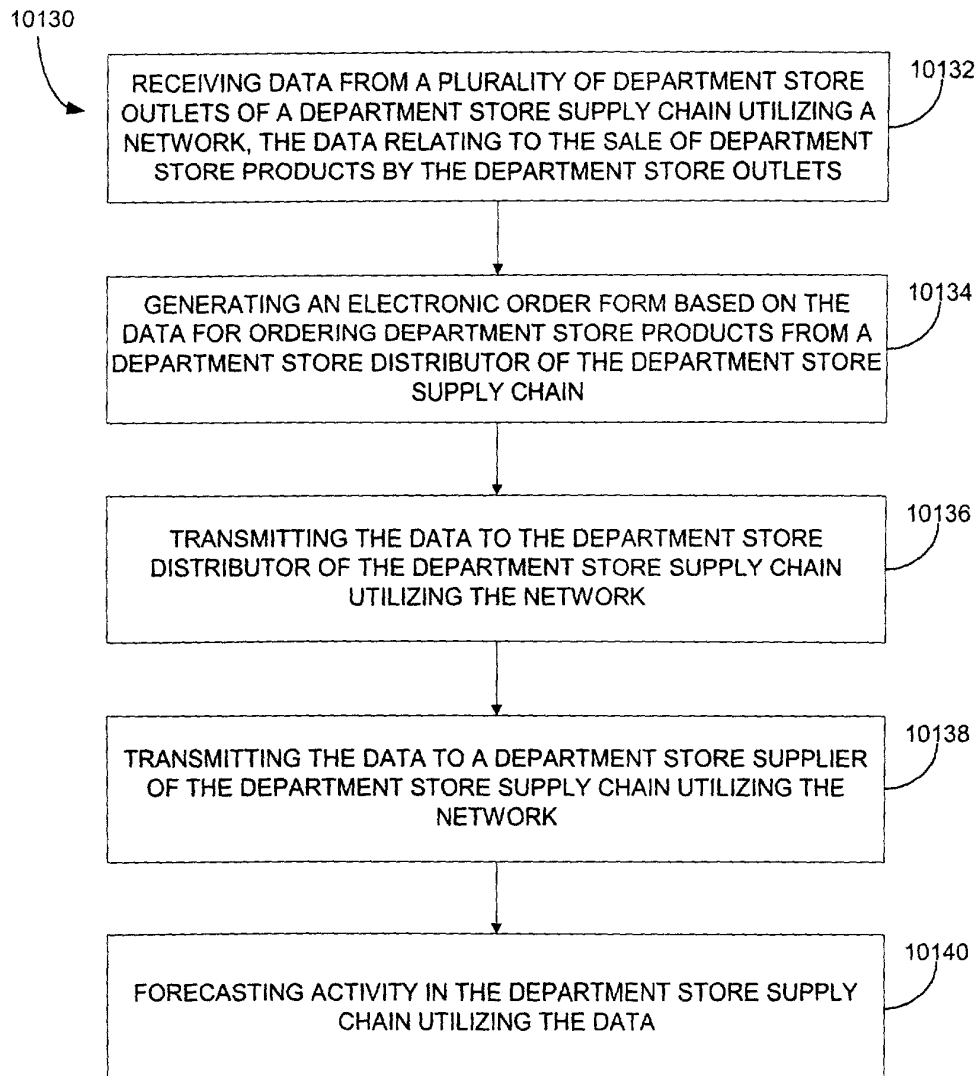 10130
RECEIVING DATA FROM A PLURALITY OF DEPARTMENT STORE
OUTLETS OF A DEPARTMENT STORE SUPPLY CHAIN UTILIZING A
NETWORK, THE DATA RELATING TO THE SALE OF DEPARTMENT
STORE PRODUCTS BY THE DEPARTMENT STORE OUTLETS
10132
GENERATING AN ELECTRONIC ORDER FORM BASED ON THE
DATA FOR ORDERING DEPARTMENT STORE PRODUCTS FROM A
DEPARTMENT STORE DISTRIBUTOR OF THE DEPARTMENT STORE
SUPPLY CHAIN
10134
TRANSMITTING THE DATA TO THE DEPARTMENT STORE
DISTRIBUTOR OF THE DEPARTMENT STORE SUPPLY CHAIN
UTILIZING THE NETWORK
10136
TRANSMITTING THE DATA TO A DEPARTMENT STORE SUPPLIER
OF THE DEPARTMENT STORE SUPPLY CHAIN UTILIZING THE
NETWORK
10138
FORECASTING ACTIVITY IN THE DEPARTMENT STORE SUPPLY
CHAIN UTILIZING THE DATA
10140